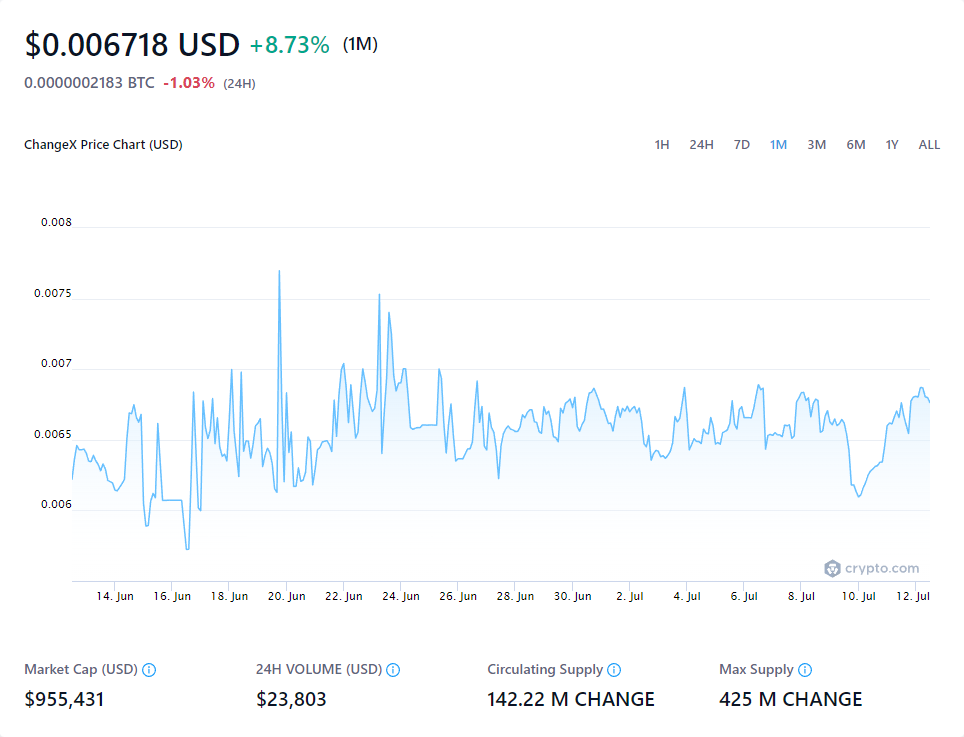 $0.006718 USD +8.73% (1M)
0.0000002183 BTC -1.03% (24H)
ChangeX Price Chart (USD) 1H 24H 7D 1M 3M 6M 1Y ALL
0.008
0.0075
0.007
0.0065
0.006
crypto.com
14. Jun 16. Jun 18. Jun 20. Jun 22. Jun 24. Jun 26. Jun 28. Jun 30. Jun 2. Jul 4. Jul 6. Jul 8. Jul 10. Jul 12. Jul
Market Cap (USD) 24H VOLUME (USD) Circulating Supply Max Supply
$955,431 $23,803 142.22 M CHANGE 425 M CHANGE